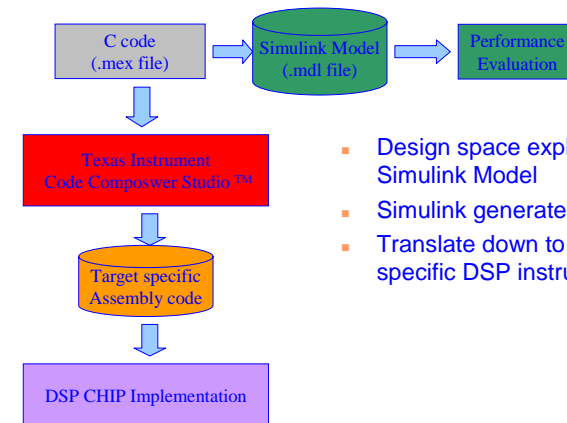 C code
(.mex file)
Simulink Model
(.mdl file)
Performance
Evaluation
Texas Instrument
Code Composwer Studio ™
Target specific
Assembly code
DSP CHIP Implementation
Design space expl
Simulink Model
Simulink generate
Translate down to
specific DSP instru